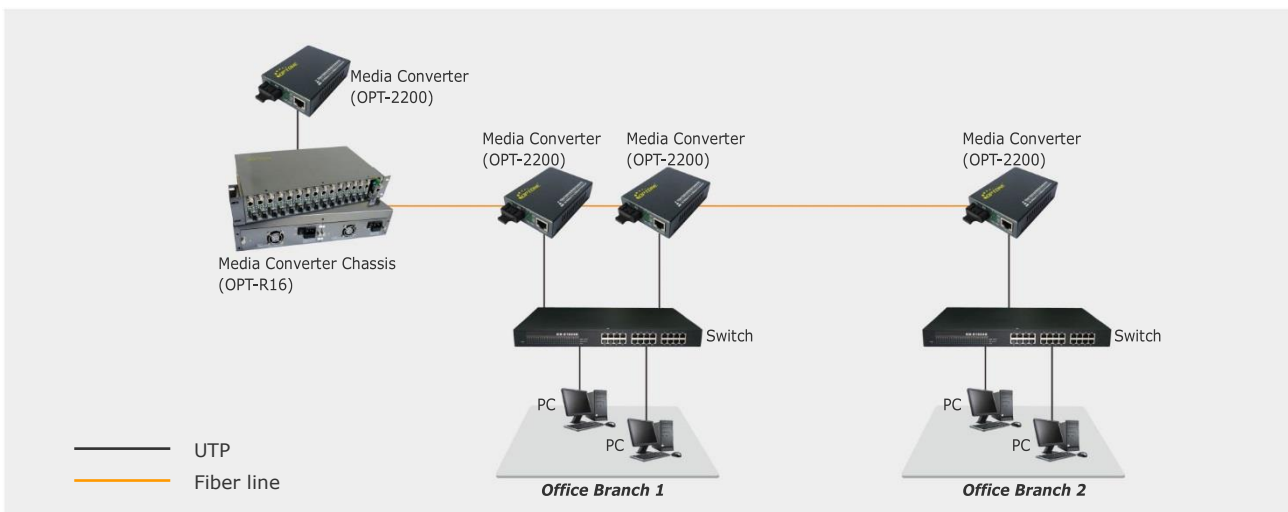 Media Converter
(OPT-2200)
Media Converter
(OPT-2200)
Media Converter
(OPT-2200)
Media Converter
(OPT-2200)
Media Converter Chassis
(OPT-R16)
Switch
Switch
PC
PC
PC
PC
UTP
Fiber line
Office Branch 1
Office Branch 2